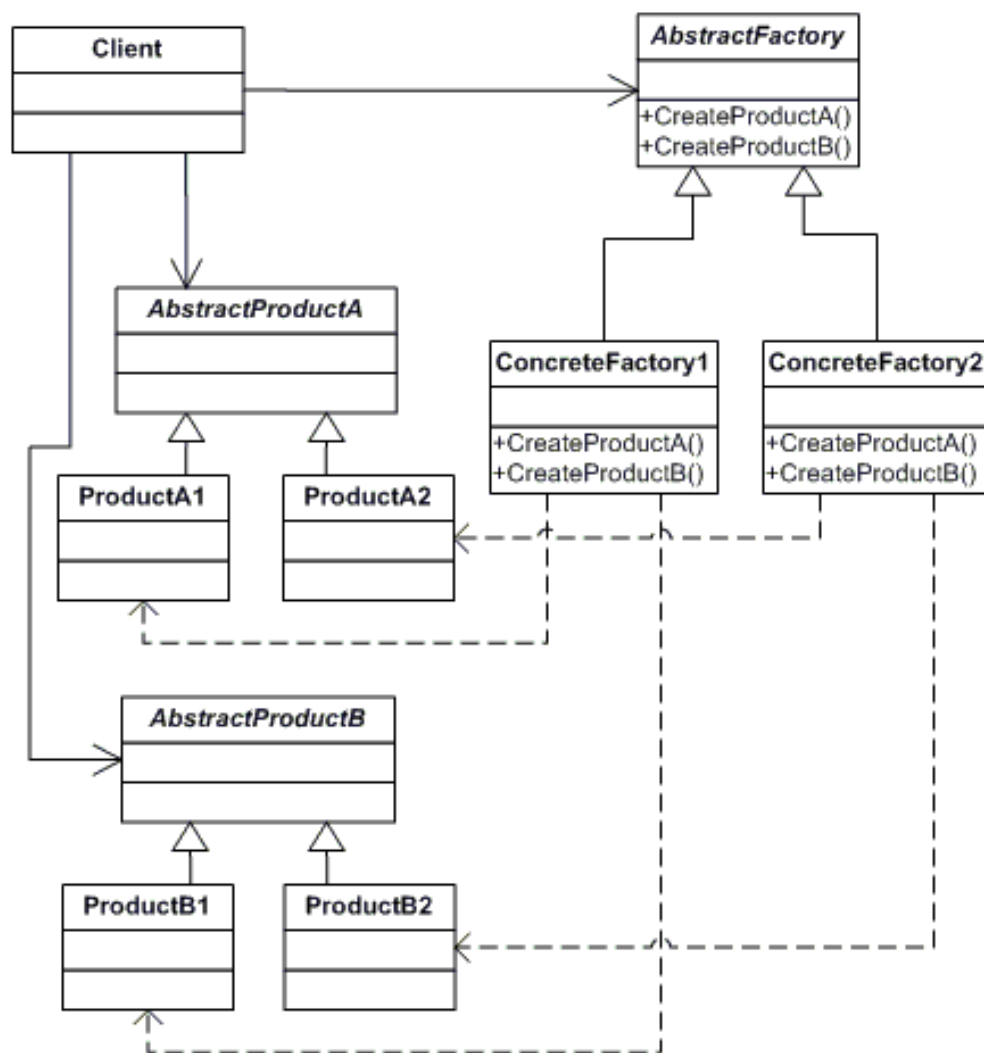 Client
AbstractFactory
+CreateProductA()
+CreateProductB()
AbstractProductA
ConcreteFactory1
+CreateProductA()
+CreateProductB()
ConcreteFactory2
+CreateProductA()
+CreateProductB()
ProductA1
ProductA2
AbstractProductB
ProductB1
ProductB2